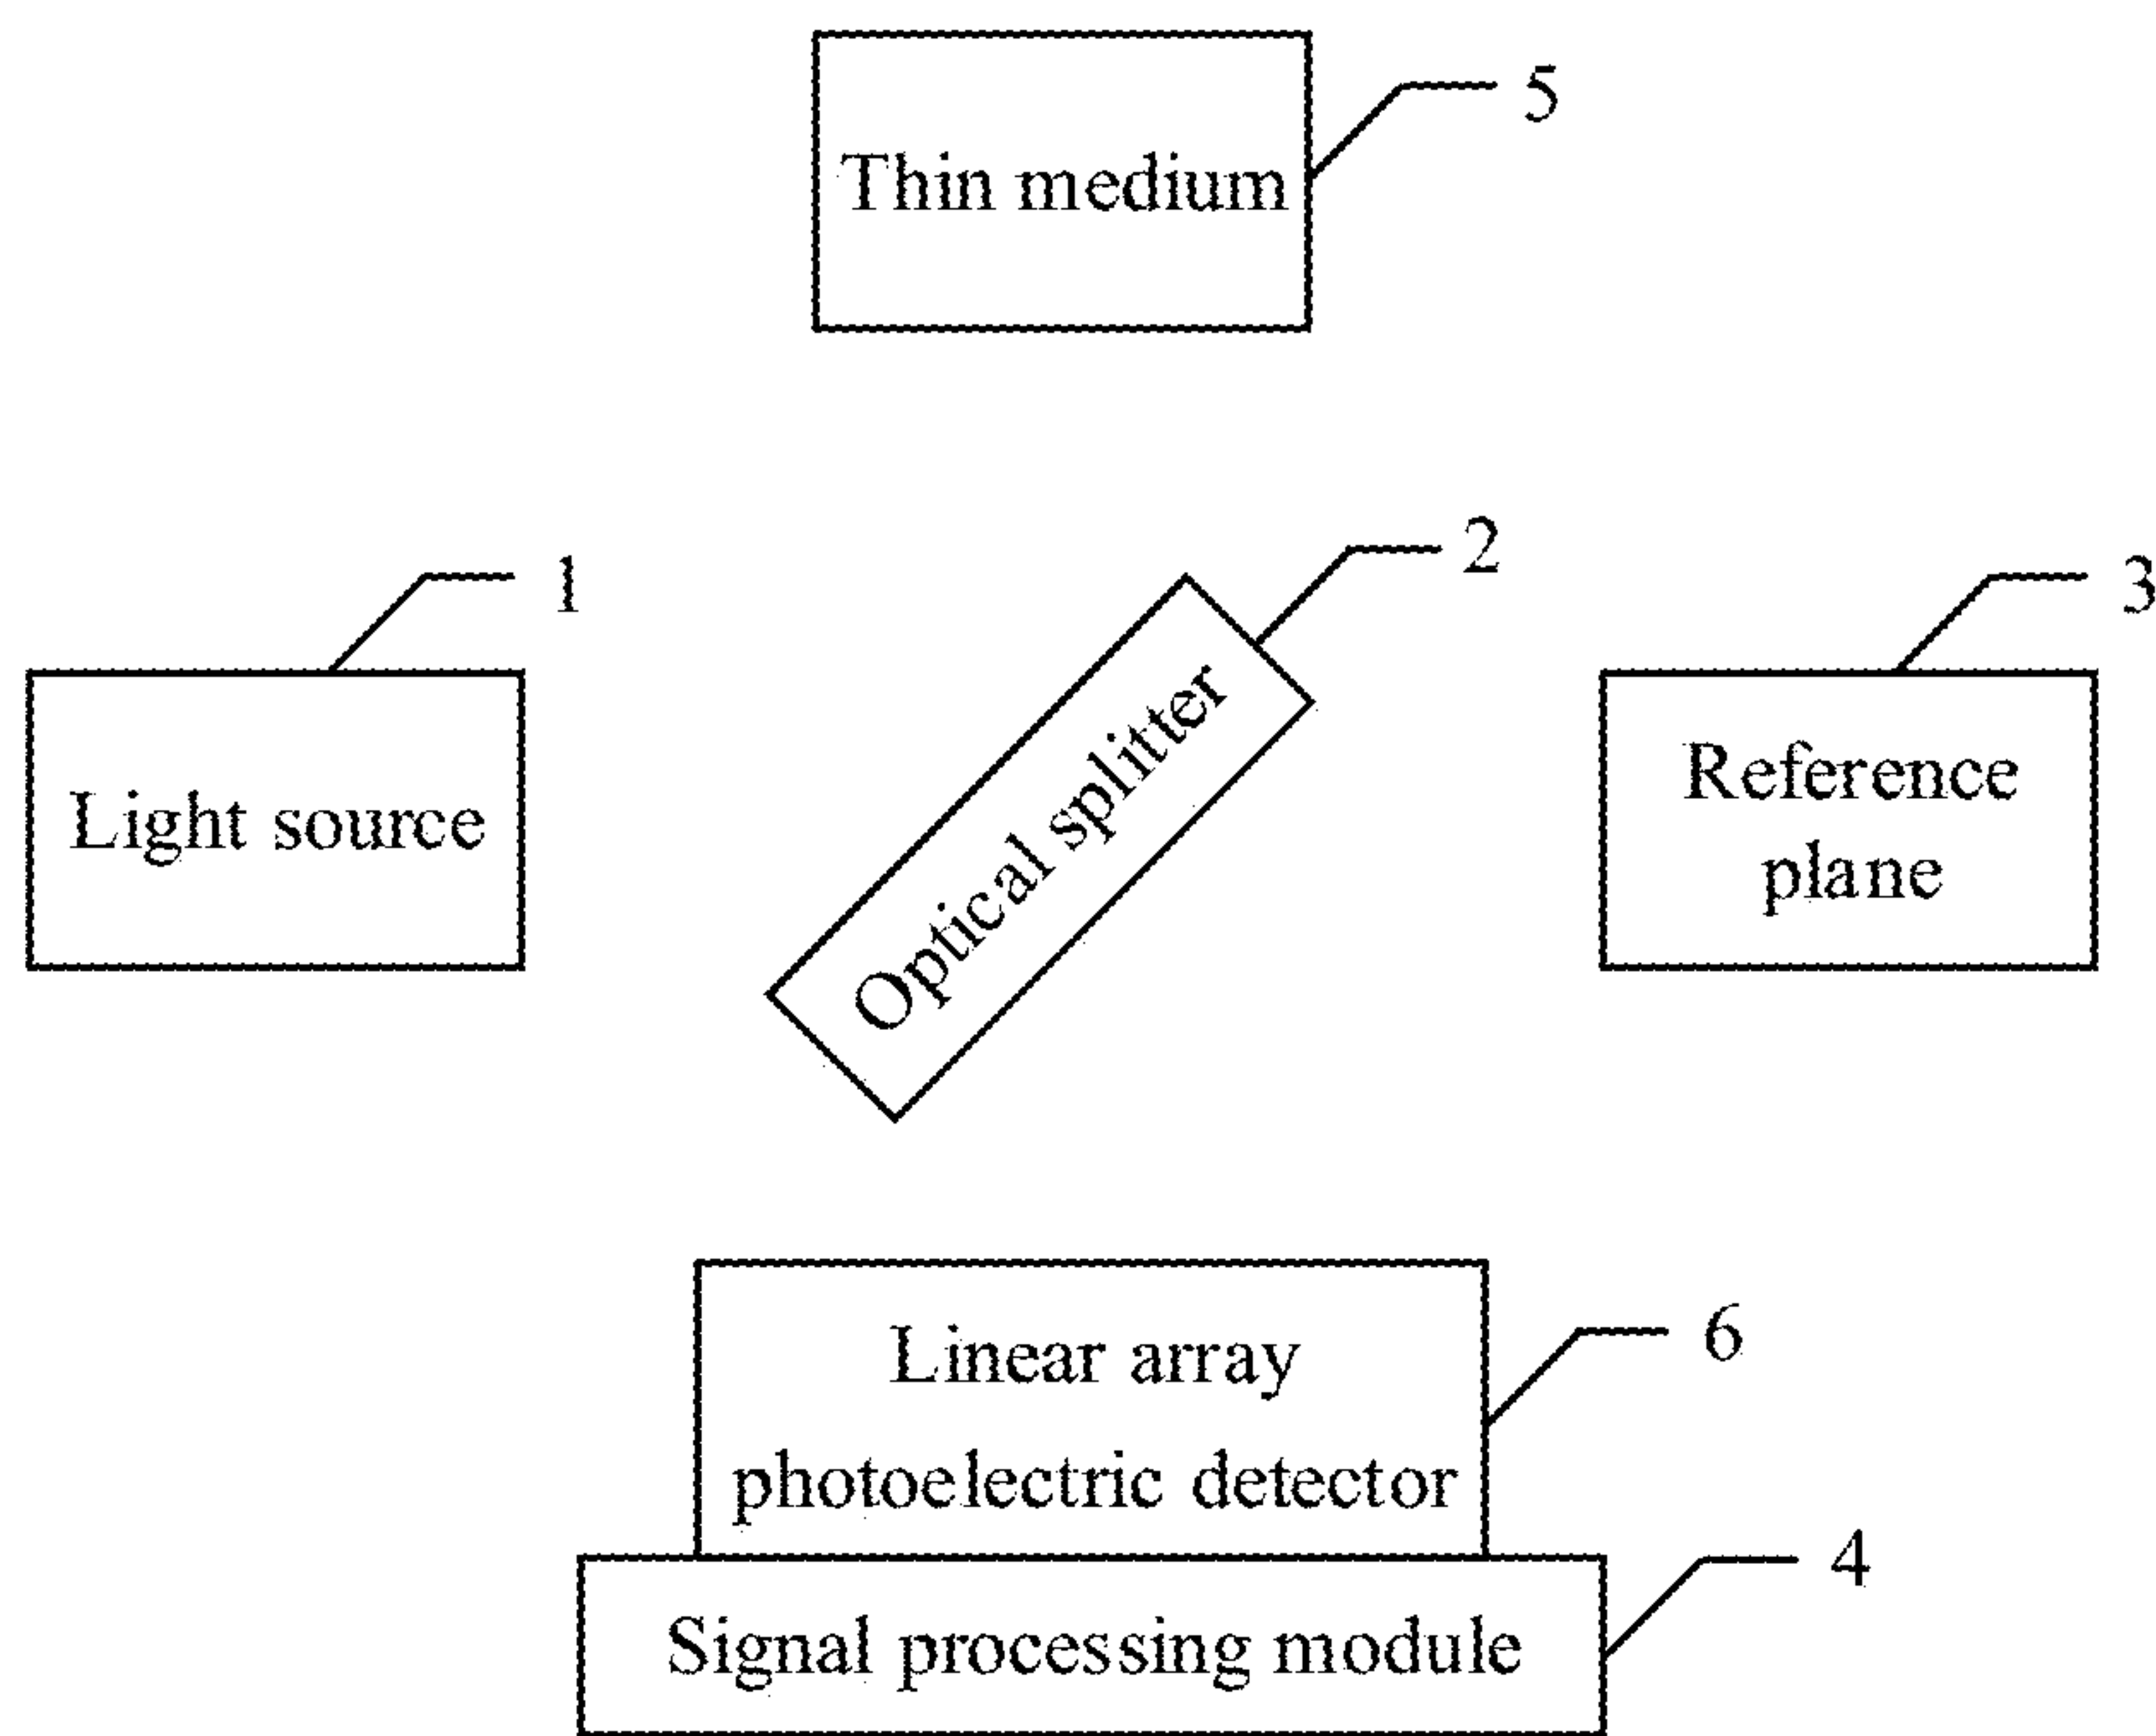 Thin medium
5
1
2
3
Light source
Optical splitter
Reference
plane
Linear array
photoelectric detector
6
Signal processing module
4